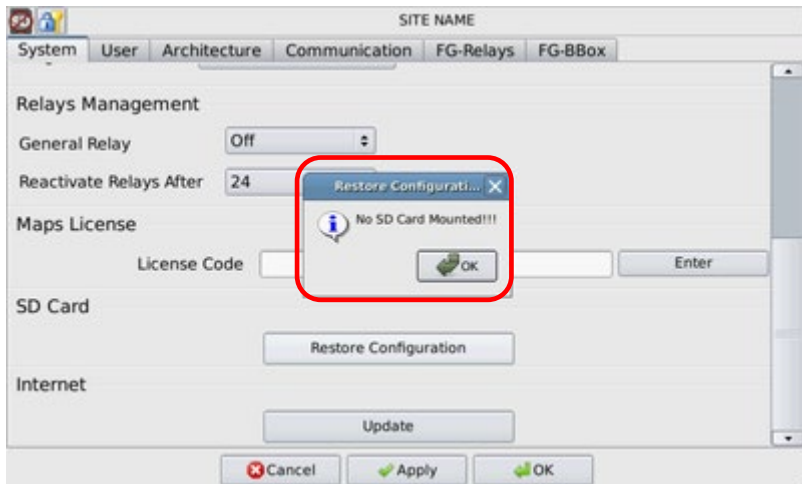 SITE NAME
System User Architecture Communication FG-Relays FG-BBox
Relays Management
General Relay Off
Reactivate Relays After 24
Restore Configurati...
No SD Card Mounted!!!
OK
Maps License
License Code Enter
SD Card
Restore Configuration
Internet
Update
Cancel Apply OK